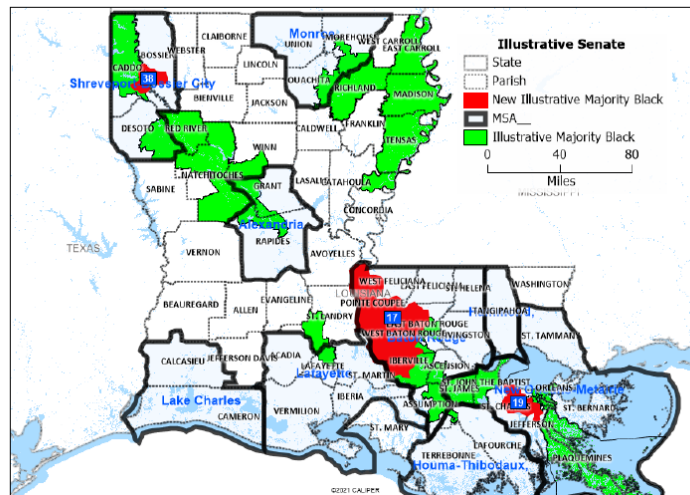 Illustrative Senate
State
Parish
New Illustrative Majority Black
MSA__
Illustrative Majority Black
0 40 80
Miles
MISSISSIPPI
TEXAS
LOUISIANA
Monroe
CLAIBORNE
UNION
MOREHOUSE
WEST CARROLL
EAST CARROLL
BOSSIER
WEBSTER
LINCOLN
CADDO
OUACHITA
RICHLAND
MADISON
Shreveport-Bossier City
38
BIENVILLE
JACKSON
DESOTO
RED RIVER
CALDWELL
FRANKLIN
TENSAS
WINN
NATCHITOCHES
SABINE
GRANT
LASALLE
CATAHOULA
CONCORDIA
Alexandria
RAPIDES
VERNON
AVOYELLES
BEAUREGARD
ALLEN
EVANGELINE
ST. LANDRY
WEST FELICIANA
EAST FELICIANA
ST. HELENA
WASHINGTON
POINTE COUPEE
17
TANGIPAHOA
EAST BATON ROUGE
WEST BATON ROUGE
LIVINGSTON
ST. TAMMANY
CALCASIEU
JEFFERSON DAVIS
ACADIA
LAFAYETTE
Lafayette
ST. MARTIN
IBERVILLE
ASCENSION
ST. JAMES
ST. JOHN THE BAPTIST
ORLEANS
19
ST. CHARLES
ST. BERNARD
JEFFERSON
Lake Charles
CAMERON
VERMILION
IBERIA
ASSUMPTION
ST. MARY
LAFOURCHE
TERREBONNE
PLAQUEMINES
Houma-Thibodaux,
©2021 CALIPER